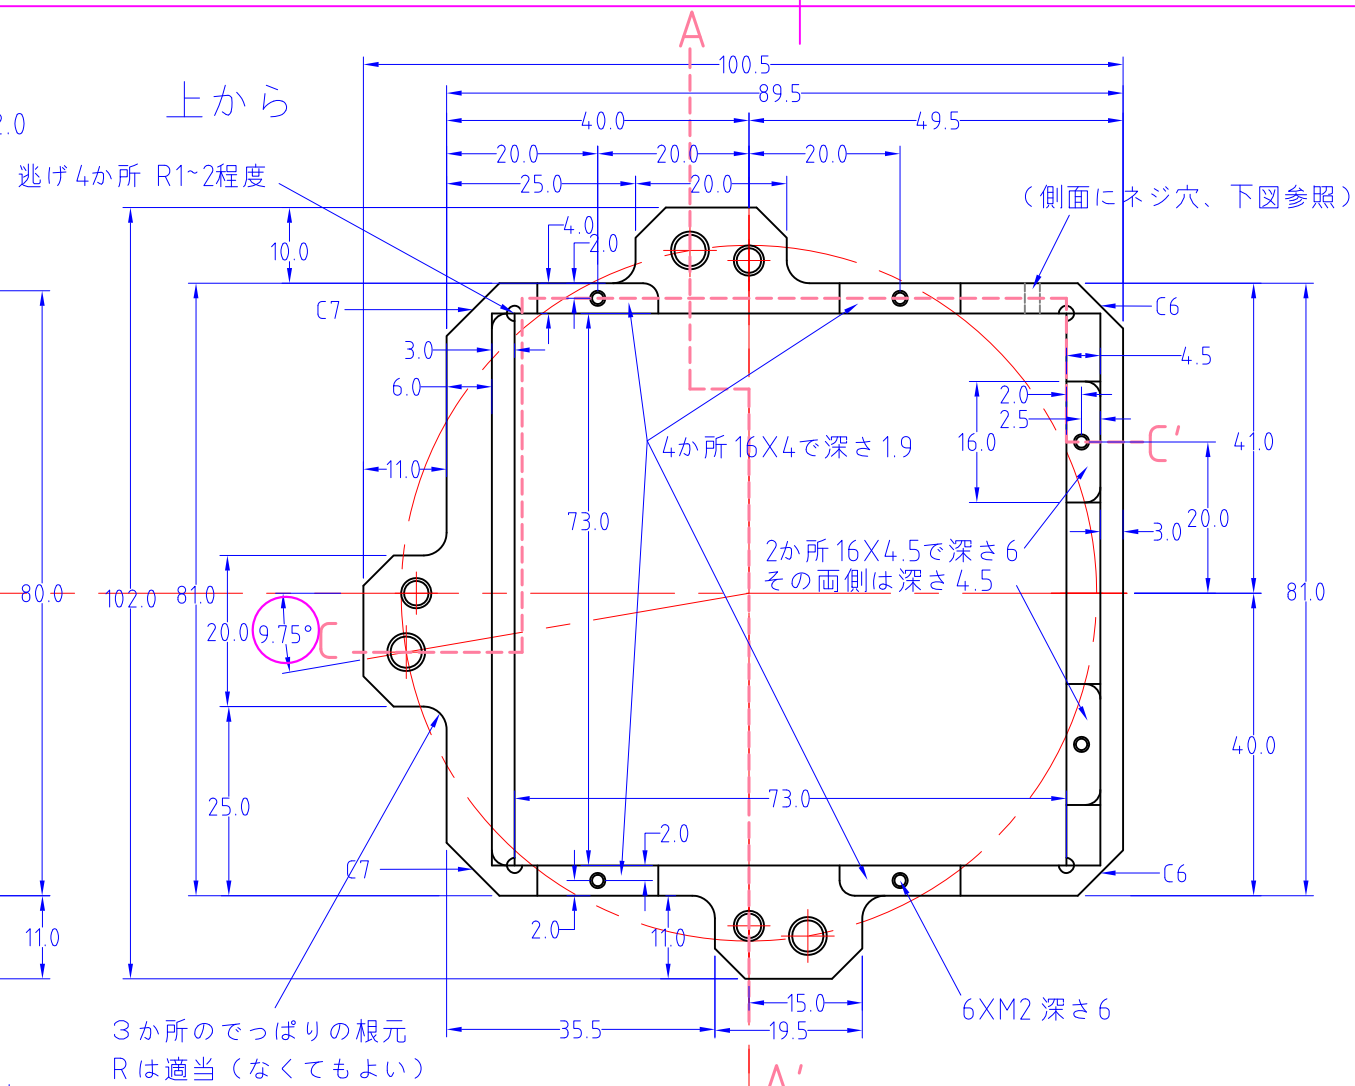 A
100.5
上から
89.5
2.0
40.0
49.5
20.0
20.0
20.0
逃げ 4か所 R1~2程度
25.0
20.0
（側面にネジ穴、下図参照）
4.0
2.0
10.0
C7
C6
3.0
4.5
6.0
2.0
2.5
4か所 16X4で深さ 1.9
16.0
C'
41.0
11.0
73.0
20.0
3.0
2か所 16X4.5で深さ 6
その両側は深さ 4.5
80.0
102.0
81.0
81.0
20.0
9.75°
C
40.0
25.0
73.0
2.0
C7
C6
2.0
11.0
11.0
15.0
6XM2 深さ 6
3か所のでっぱりの根元
35.5
19.5
Rは適当（なくてもよい）
A'